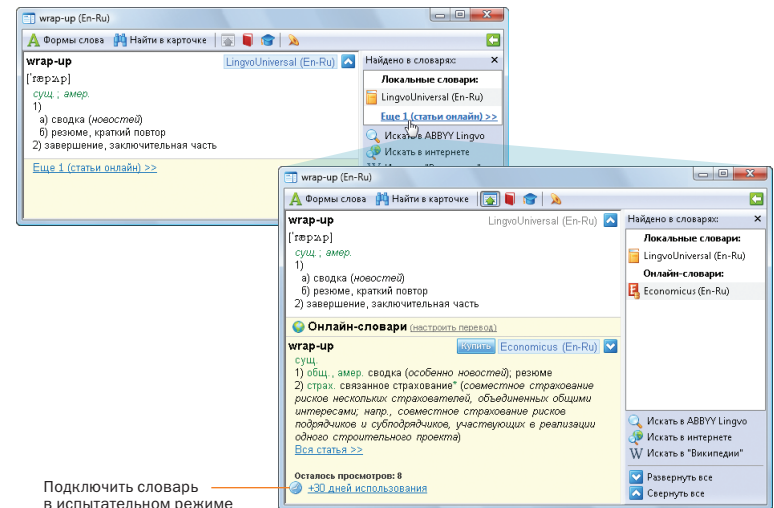 wrap-up (En-Ru)
Формы слова Найти в карточке
wrap-up LingvoUniversal (En-Ru)
['ræpʌp]
сущ. ; амер.
1)
а) сводка (новостей)
б) резюме, краткий повтор
2) завершение, заключительная часть
Еще 1 (статьи онлайн) >>
Найдено в словарях:
Локальные словари:
LingvoUniversal (En-Ru)
Еще 1 (статьи онлайн) >>
Искать в ABBYY Lingvo
Искать в интернете
wrap-up (En-Ru)
Формы слова Найти в карточке
wrap-up LingvoUniversal (En-Ru)
['ræpʌp]
сущ. ; амер.
1)
а) сводка (новостей)
б) резюме, краткий повтор
2) завершение, заключительная часть
Онлайн-словари (настроить перевод)
wrap-up Купить Economicus (En-Ru)
сущ.
1) общ., амер. сводка (особенно новостей); резюме
2) страх. связанное страхование* (совместное страхование
рисков нескольких страхователей, объединенных общими
интересами; напр., совместное страхование рисков
подрядчиков и субподрядчиков, участвующих в реализации
одного строительного проекта)
Вся статья >>
Осталось просмотров: 8
+30 дней использования
Найдено в словарях:
Локальные словари:
LingvoUniversal (En-Ru)
Онлайн-словари:
Economicus (En-Ru)
Искать в ABBYY Lingvo
Искать в интернете
W Искать в "Википедии"
Развернуть все
Свернуть все
Подключить словарь
в испытательном режиме